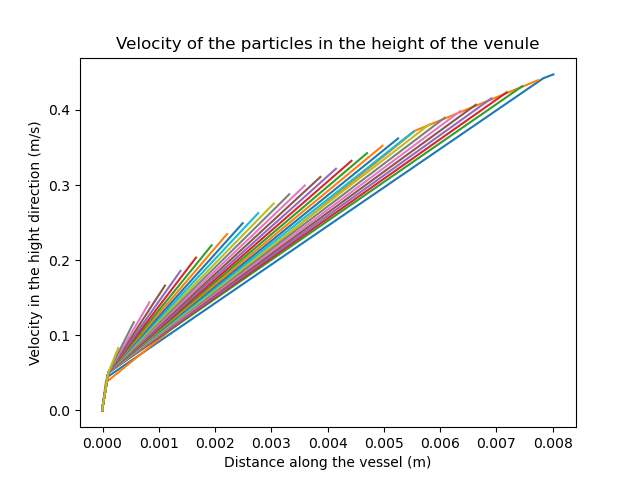 Velocity of the particles in the height of the venule
Velocity in the hight direction (m/s)
0.4
0.3
0.2
0.1
0.0
0.000 0.001 0.002 0.003 0.004 0.005 0.006 0.007 0.008
Distance along the vessel (m)